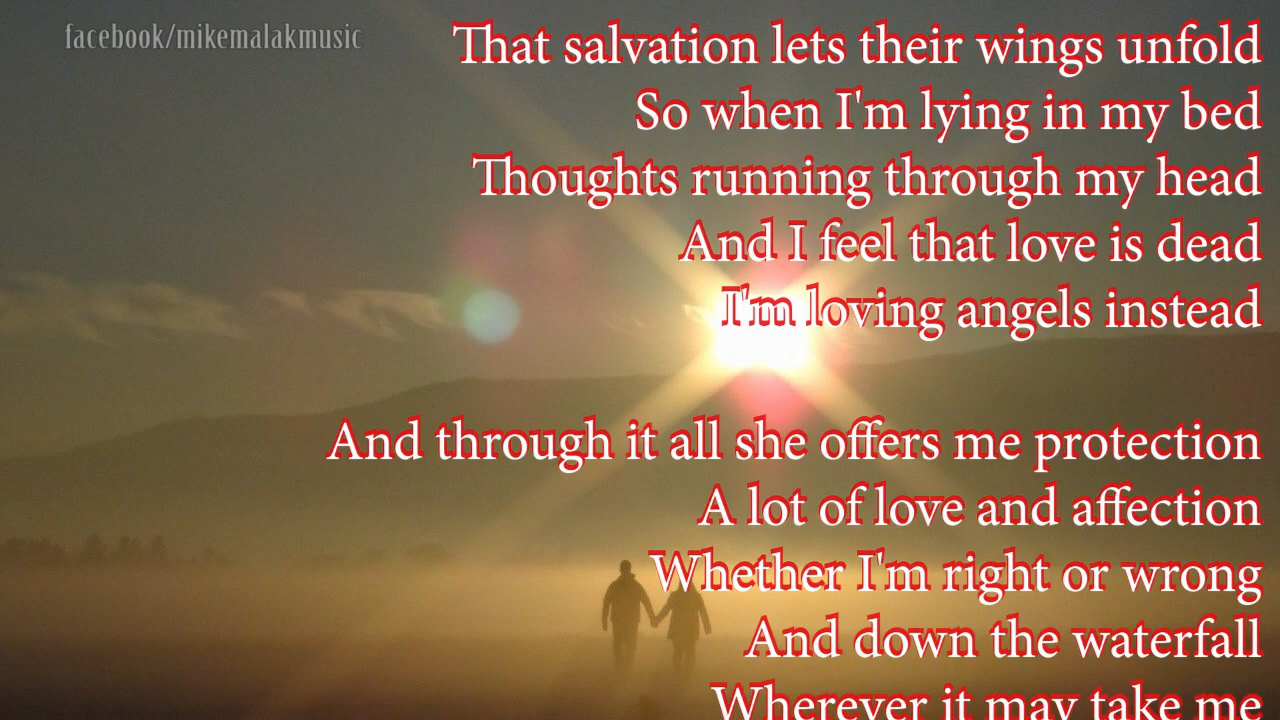 facebook/mikemalakmusic
That salvation lets their wings unfold
So when I'm lying in my bed
Thoughts running through my head
And I feel that love is dead
I'm loving angels instead
And through it all she offers me protection
A lot of love and affection
Whether I'm right or wrong
And down the waterfall
Wherever it may take me